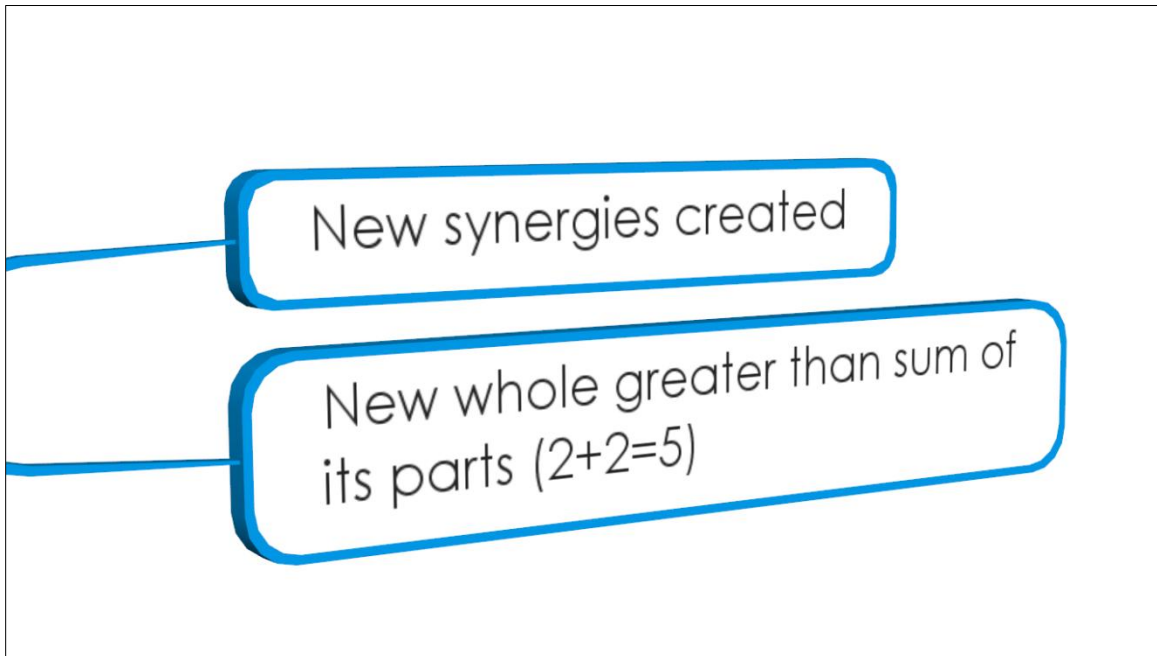 New synergies created
New whole greater than sum of
its parts (2+2=5)